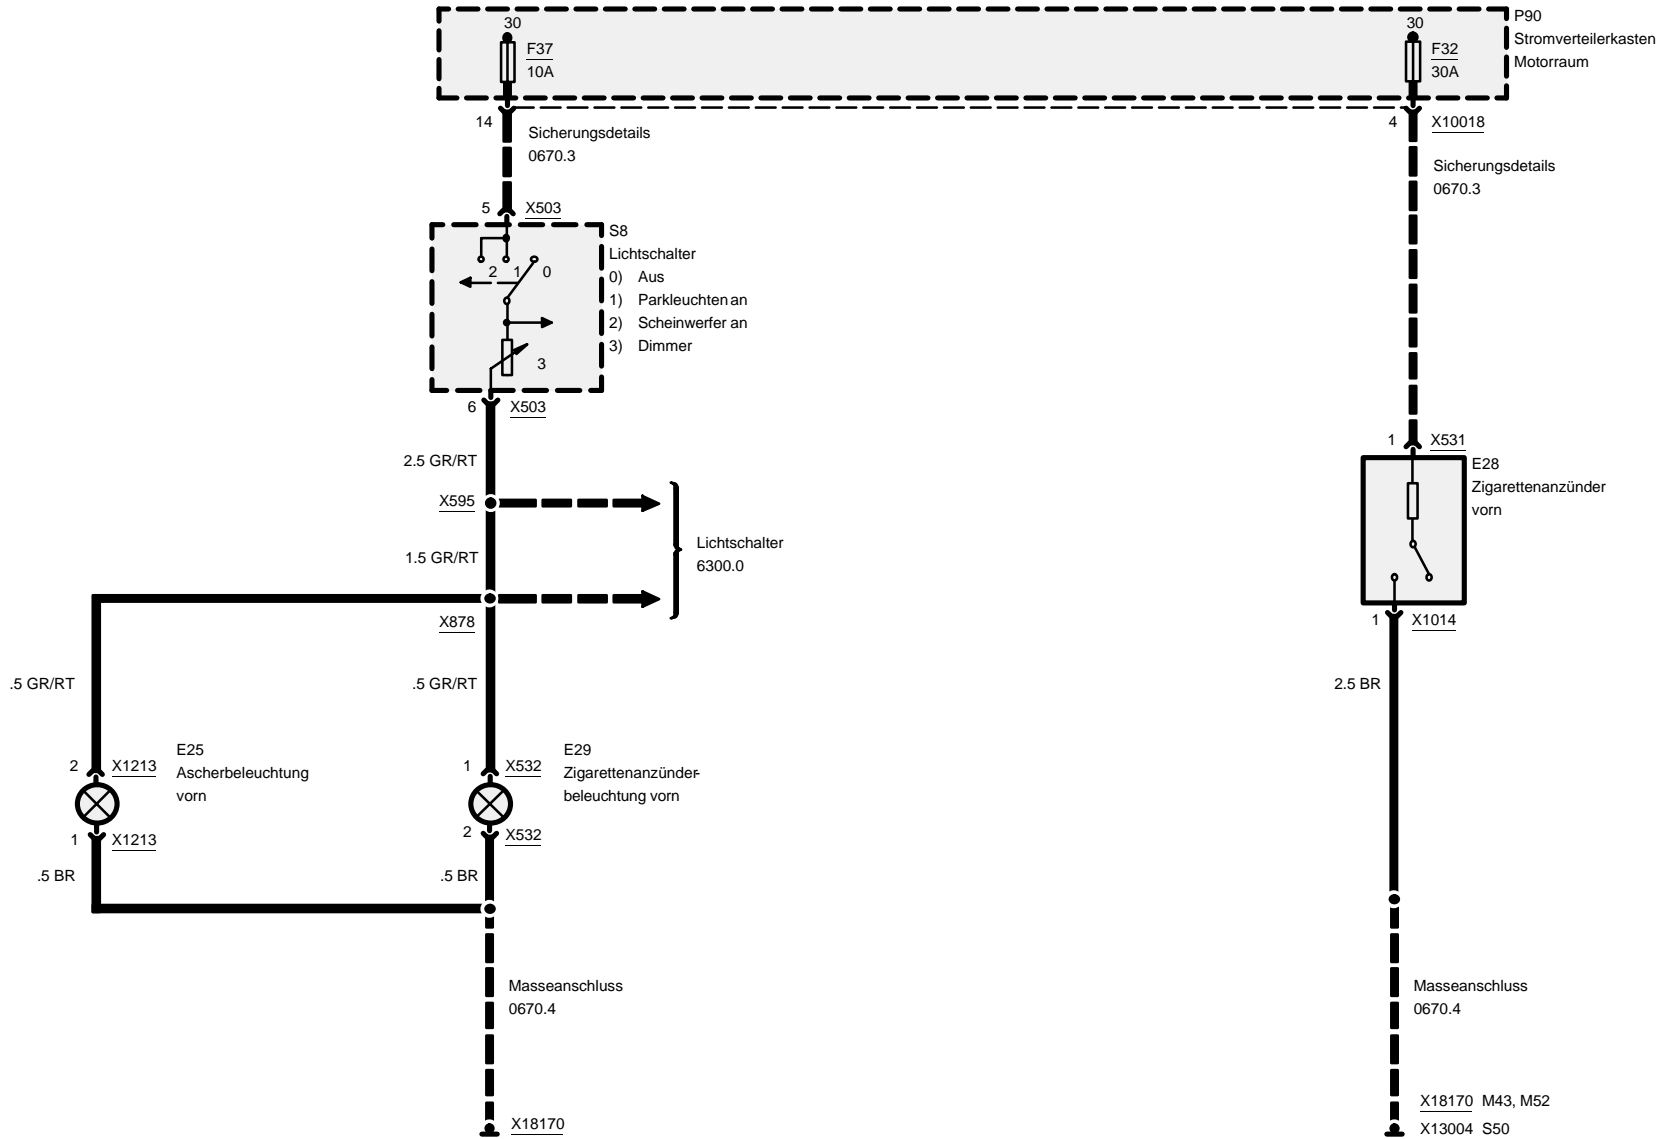 30
F37
10A
30
F32
30A
P90
Stromverteilerkasten
Motorraum
14
Sicherungsdetails
0670.3
4
X10018
Sicherungsdetails
0670.3
5
X503
S8
Lichtschalter
0) Aus
1) Parkleuchten an
2) Scheinwerfer an
3) Dimmer
2 1 0
3
6
X503
2.5 GR/RT
X595
1.5 GR/RT
Lichtschalter
6300.0
X878
1
X531
E28
Zigarettenanzünder
vorn
1
X1014
.5 GR/RT
.5 GR/RT
2.5 BR
2
X1213
E25
Ascherbeleuchtung
vorn
1
X1213
.5 BR
1
X532
E29
Zigarettenanzünder-
beleuchtung vorn
2
X532
.5 BR
Masseanschluss
0670.4
X18170
Masseanschluss
0670.4
X18170 M43, M52
X13004 S50